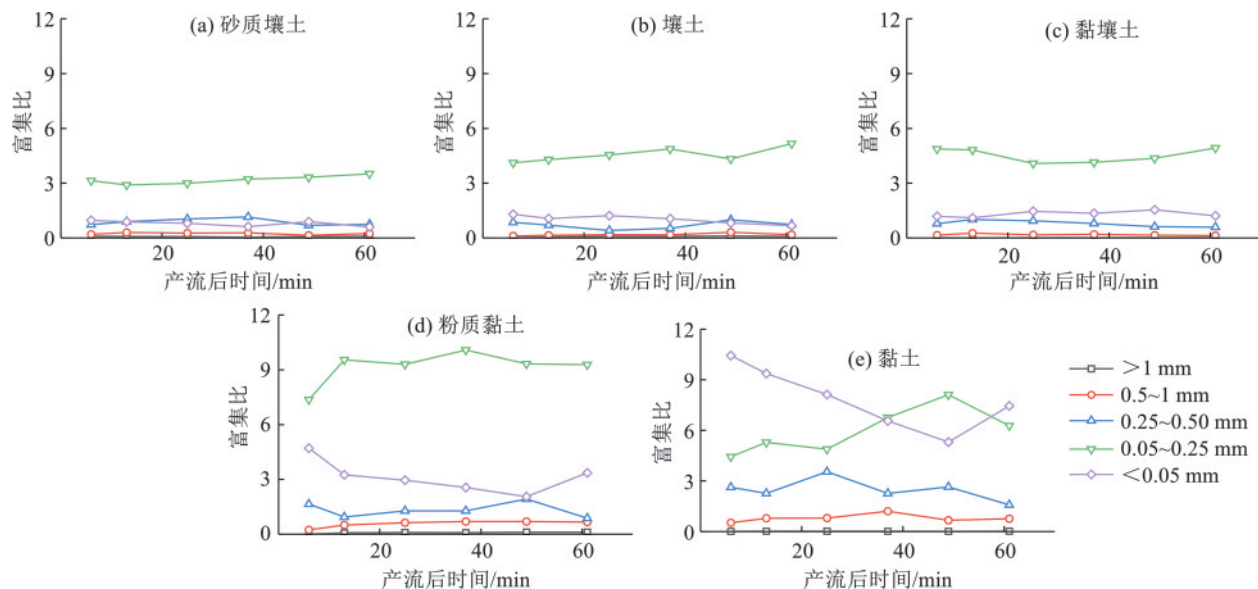 (a) 砂质壤土
12
9
6
3
0
富集比
20
40
60
产流后时间/min
(b) 壤土
12
9
6
3
0
富集比
20
40
60
产流后时间/min
(c) 黏壤土
12
9
6
3
0
富集比
20
40
60
产流后时间/min
(d) 粉质黏土
12
9
6
3
0
富集比
20
40
60
产流后时间/min
(e) 黏土
12
9
6
3
0
富集比
20
40
60
产流后时间/min
>1 mm
0.5~1 mm
0.25~0.50 mm
0.05~0.25 mm
<0.05 mm